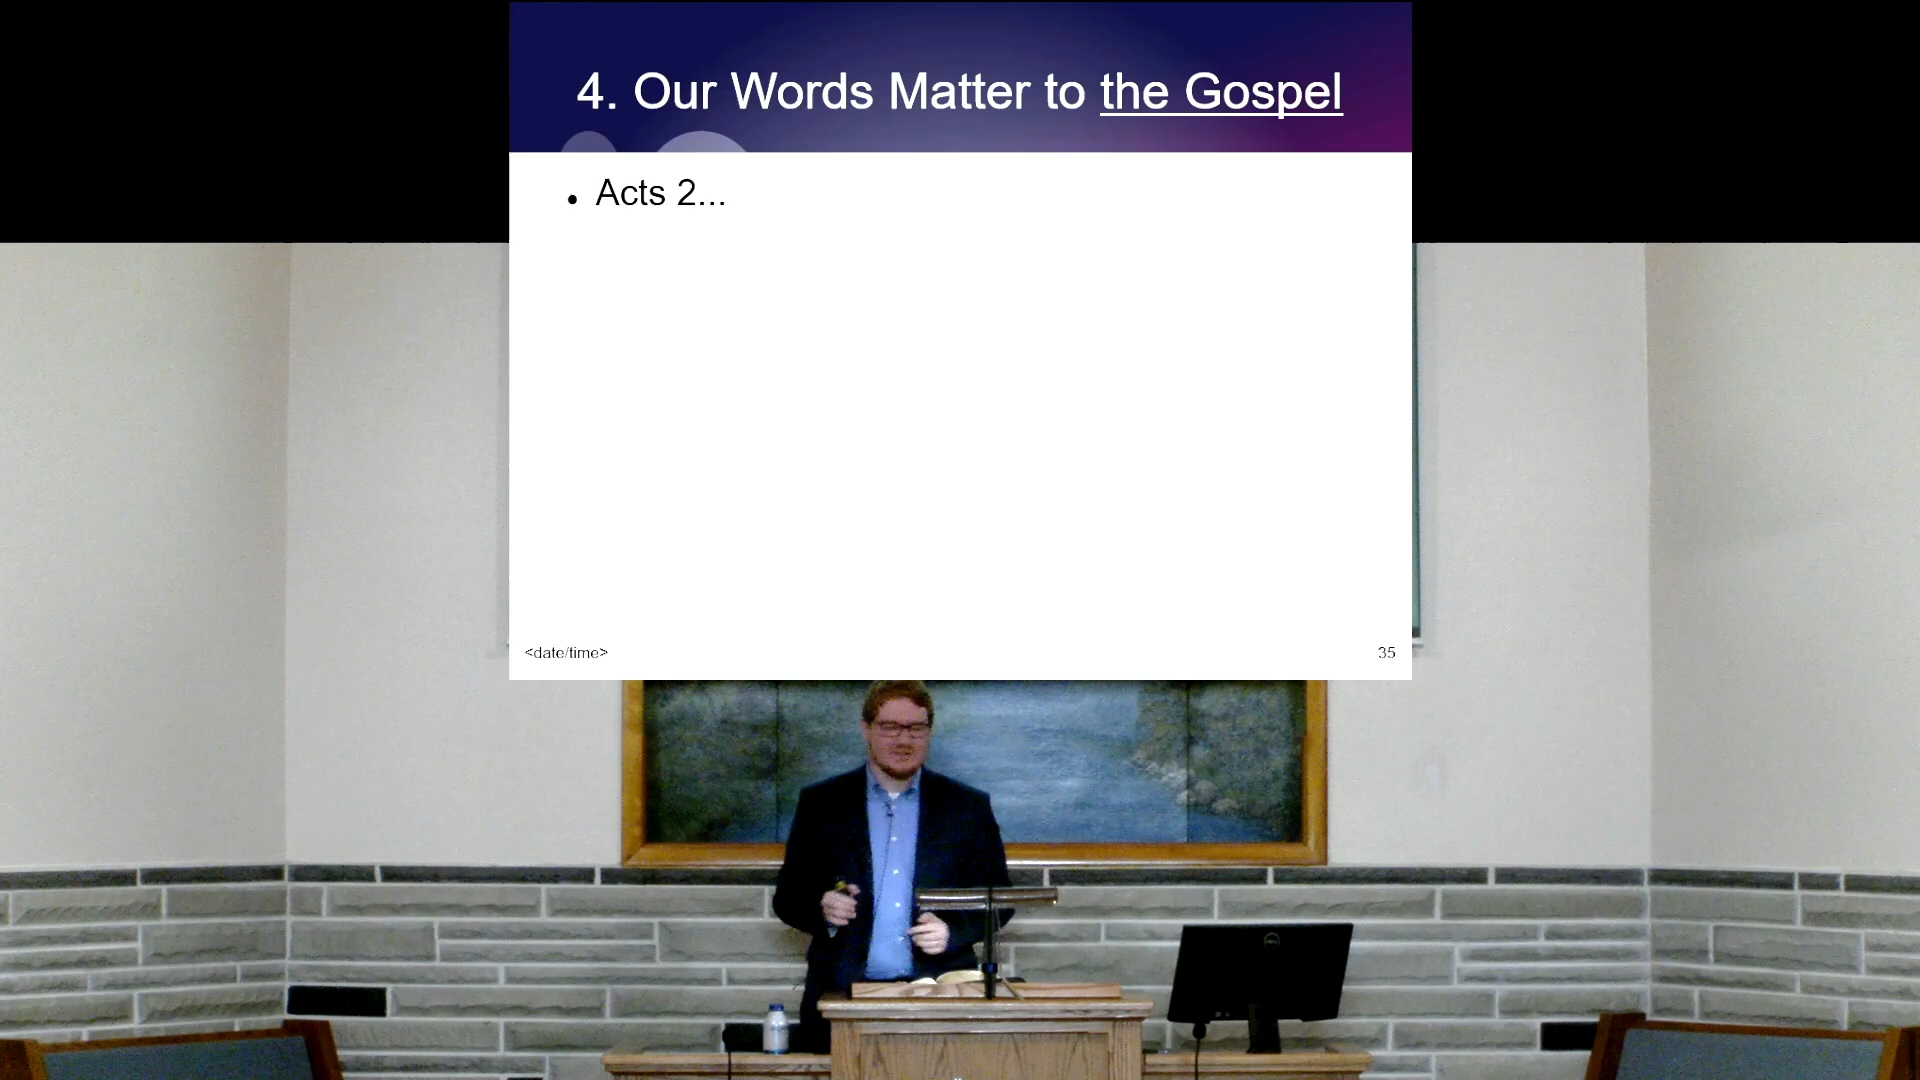 4. Our Words Matter to the Gospel
• Acts 2...
<date/time>
35